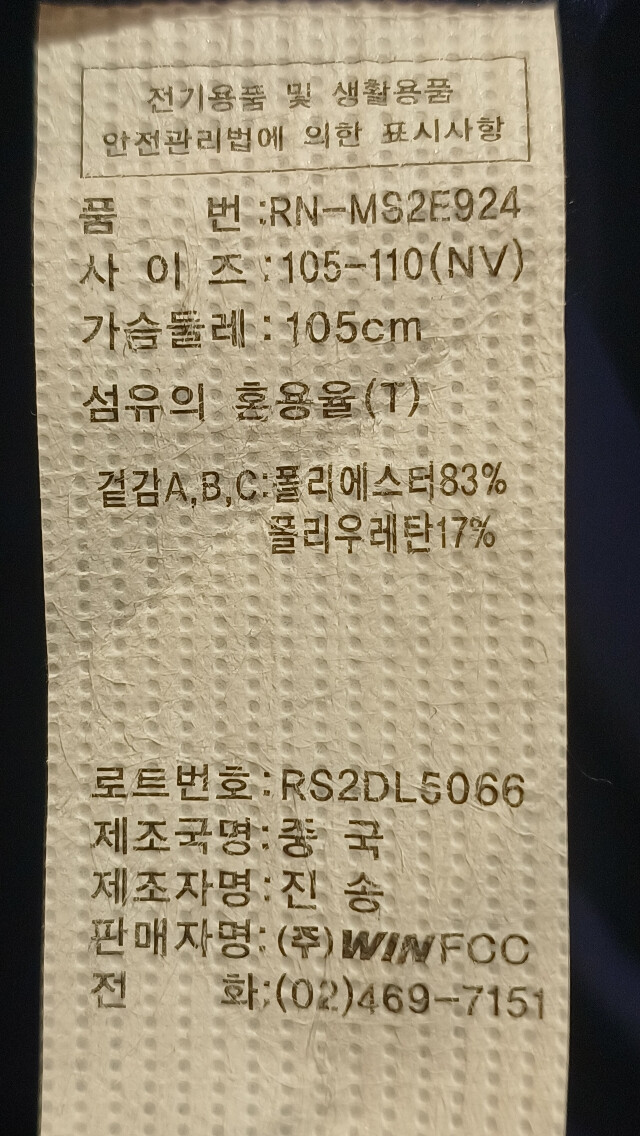 전기용품 및 생활용품
안전관리법에 의한 표시사항
품 번:RN-MS2E924
사 이 즈:105-110(NV)
가슴둘레:105cm
섬유의 혼용율(T)
겉감A,B,C:폴리에스터83%
폴리우레탄17%
로트번호:RS2DL5066
제조국명:중 국
제조자명:진 송
판매자명:(주)WINFCC
전 화:(02)469-7151